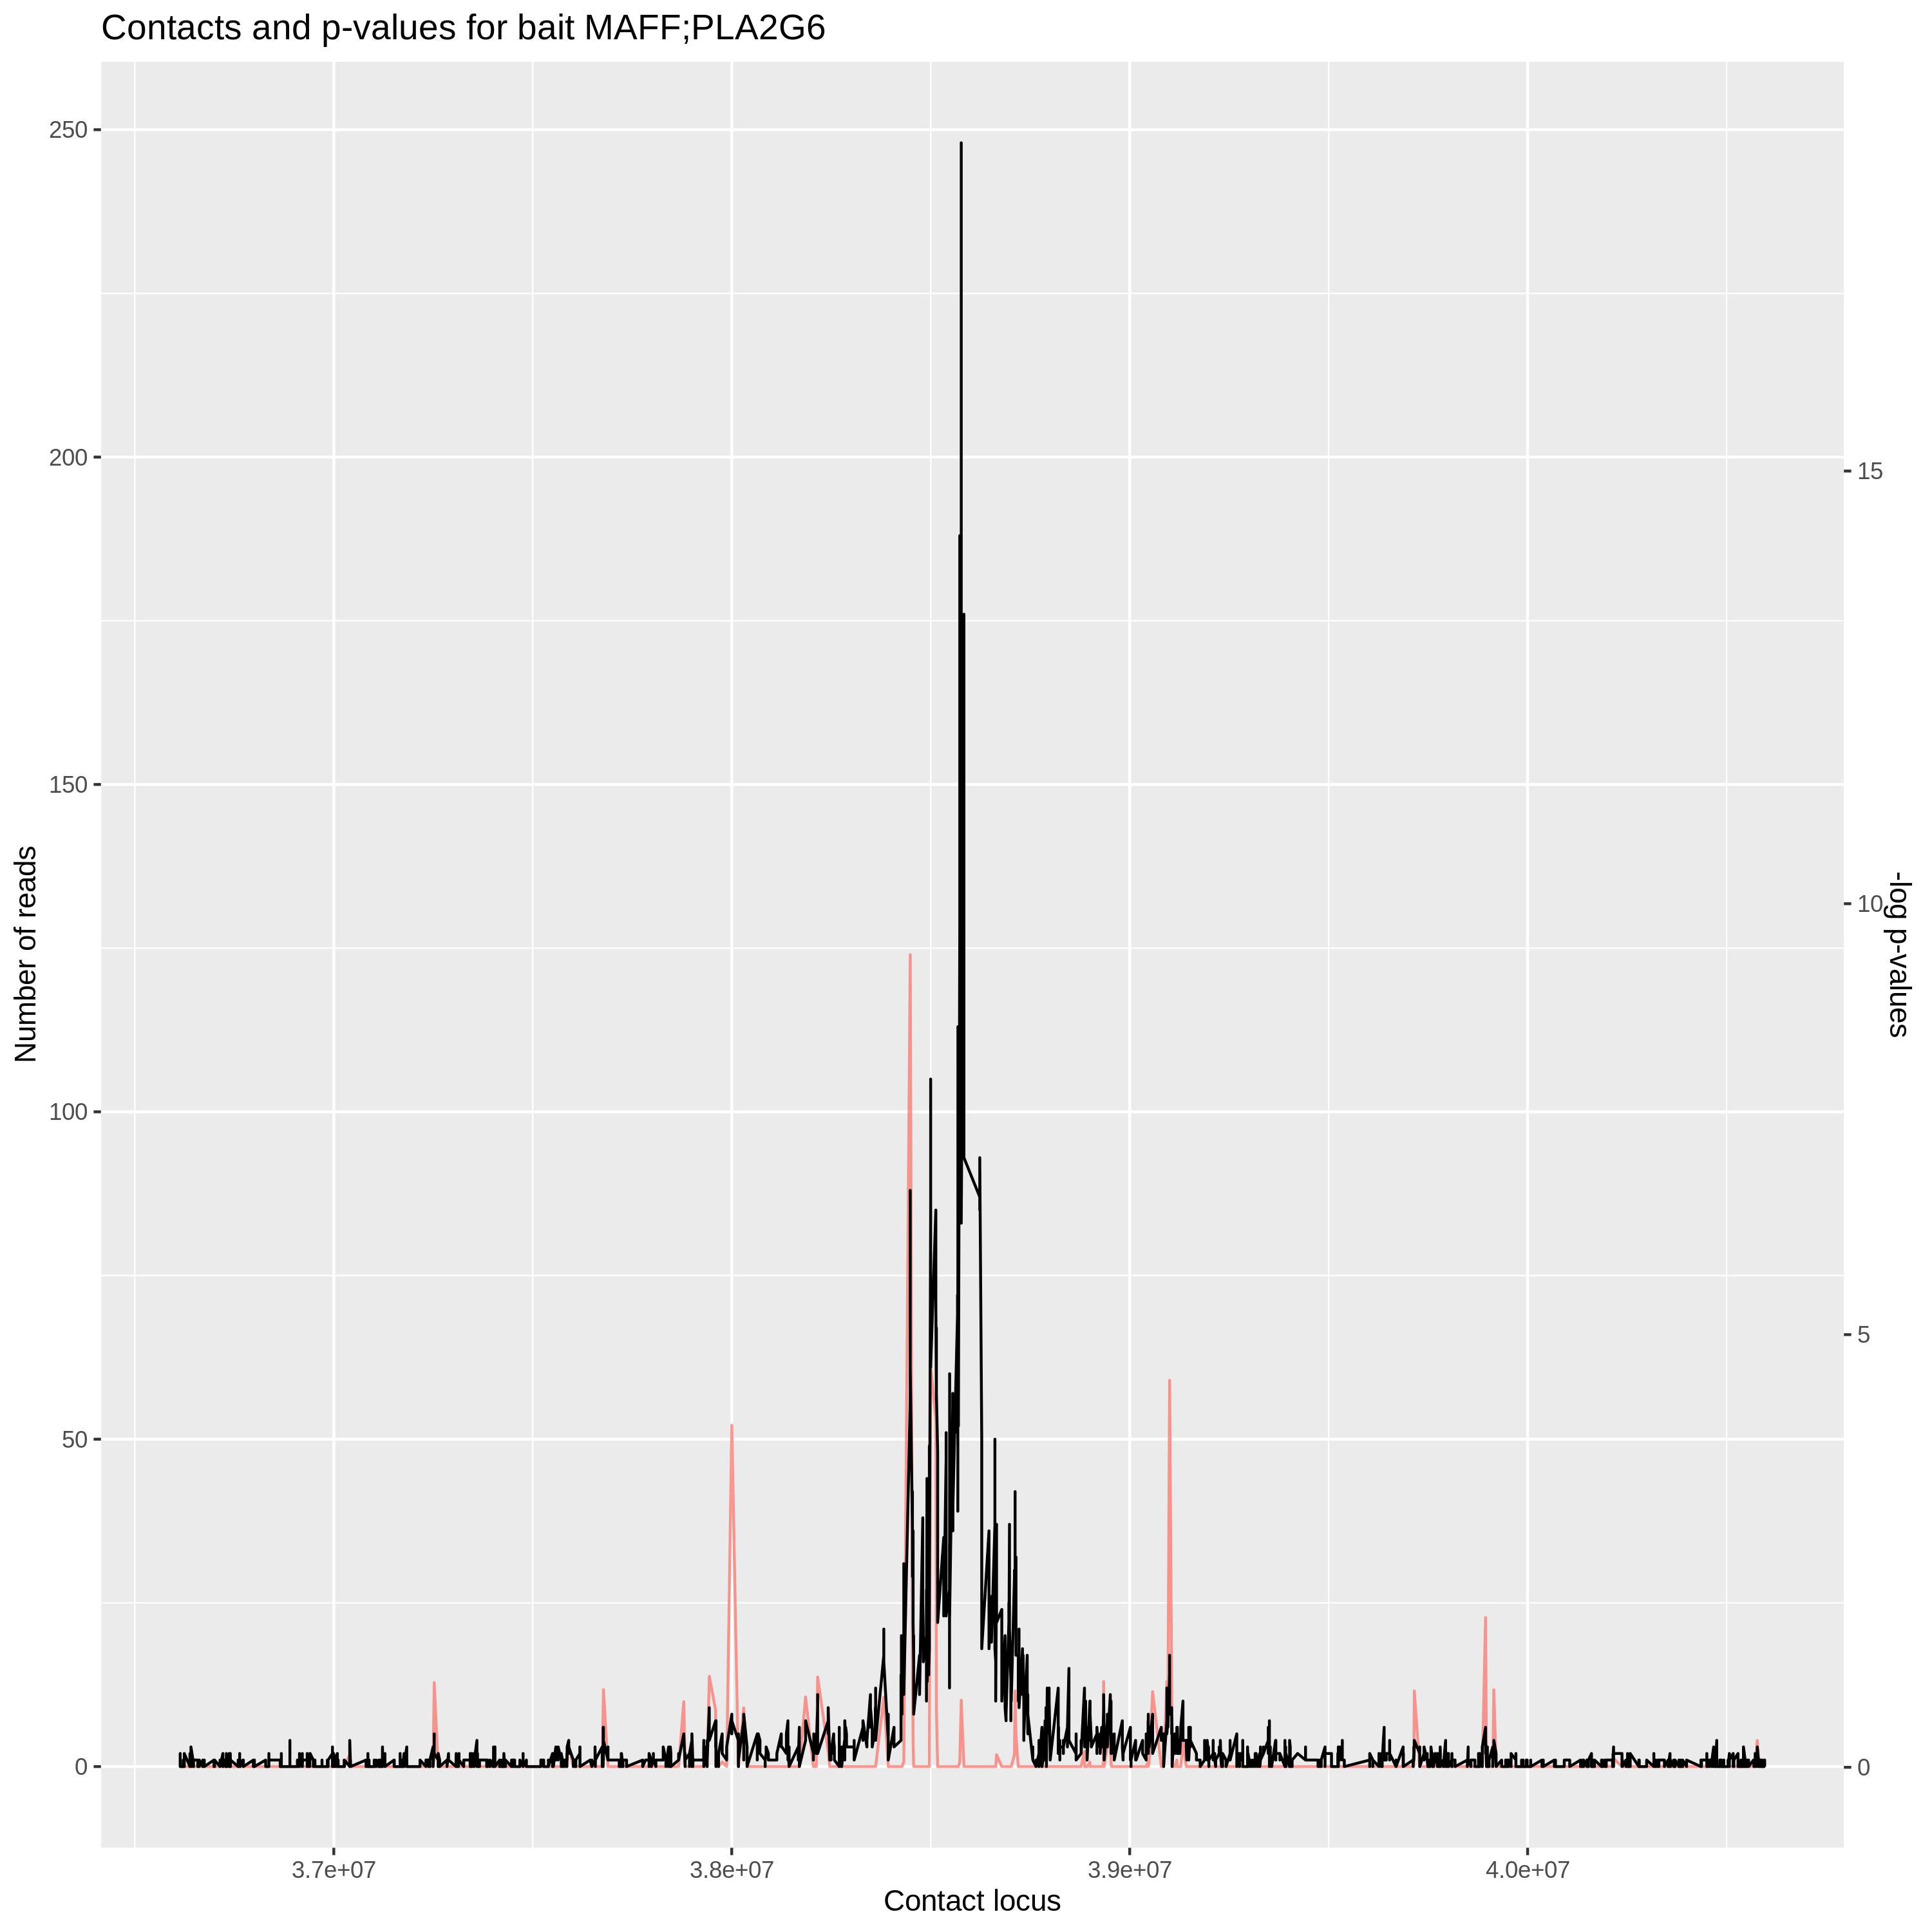 Contacts and p-values for bait MAFF;PLA2G6
250
200
150
100
50
0
Number of reads
15
10
5
0
-log p-values
3.7e+07
3.8e+07
3.9e+07
4.0e+07
Contact locus